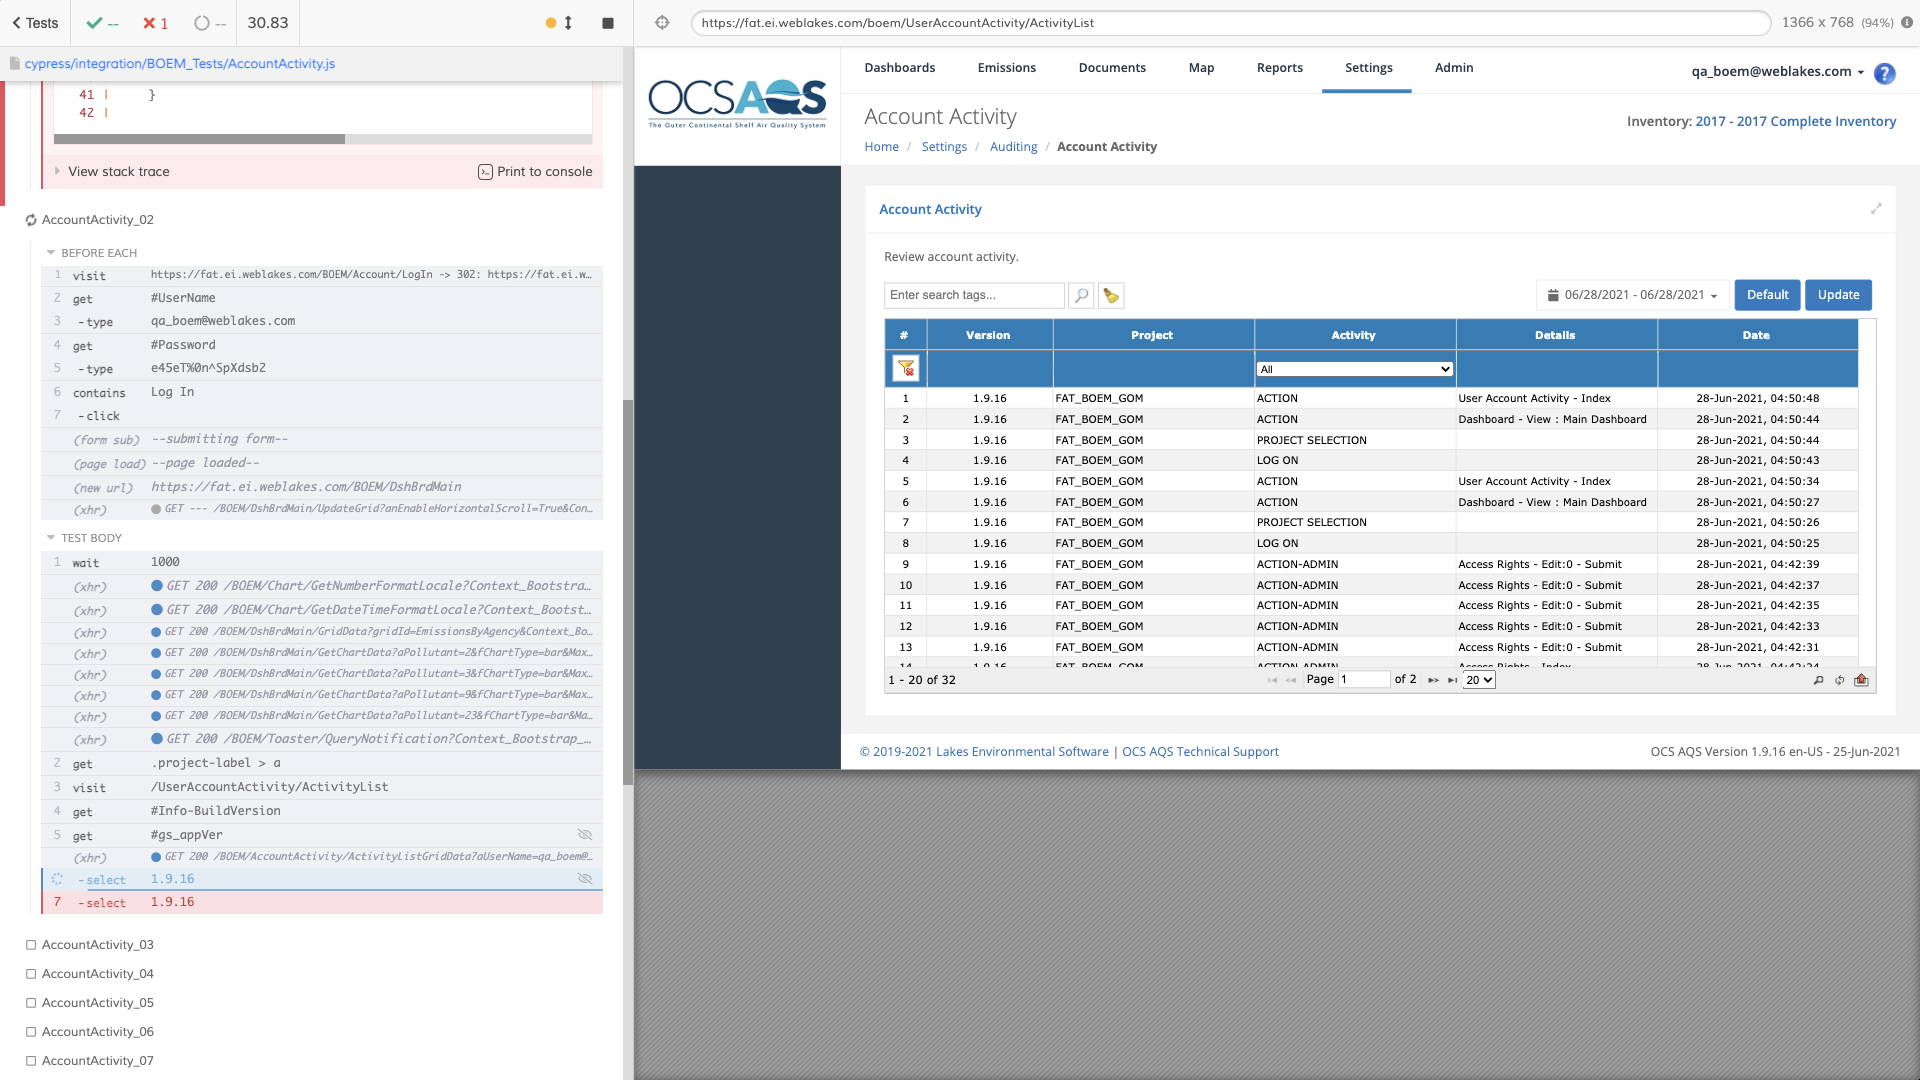 Tests
--
1
--
30.83
cypress/integration/BOEM_Tests/AccountActivity.js
41 | }
42 |
View stack trace
Print to console
AccountActivity_02
BEFORE EACH
1 visit https://fat.ei.weblakes.com/BOEM/Account/LogIn -> 302: https://fat.ei.w…
2 get #UserName
3 -type qa_boem@weblakes.com
4 get #Password
5 -type e45eT%0n^SpXdsb2
6 contains Log In
7 -click
(form sub) --submitting form--
(page load) --page loaded--
(new url) https://fat.ei.weblakes.com/BOEM/DshBrdMain
(xhr) GET --- /BOEM/DshBrdMain/UpdateGrid?anEnableHorizontalScroll=True&Con…
TEST BODY
1 wait 1000
(xhr) GET 200 /BOEM/Chart/GetNumberFormatLocale?Context_Bootstra…
(xhr) GET 200 /BOEM/Chart/GetDateTimeFormatLocale?Context_Bootst…
(xhr) GET 200 /BOEM/DshBrdMain/GridData?gridId=EmissionsByAgency&Context_Bo…
(xhr) GET 200 /BOEM/DshBrdMain/GetChartData?aPollutant=2&fChartType=bar&Max…
(xhr) GET 200 /BOEM/DshBrdMain/GetChartData?aPollutant=3&fChartType=bar&Max…
(xhr) GET 200 /BOEM/DshBrdMain/GetChartData?aPollutant=9&fChartType=bar&Max…
(xhr) GET 200 /BOEM/DshBrdMain/GetChartData?aPollutant=23&fChartType=bar&Ma…
(xhr) GET 200 /BOEM/Toaster/QueryNotification?Context_Bootstrap_…
2 get .project-label > a
3 visit /UserAccountActivity/ActivityList
4 get #Info-BuildVersion
5 get #gs_appVer
(xhr) GET 200 /BOEM/AccountActivity/ActivityListGridData?aUserName=qa_boem@…
-select 1.9.16
7 -select 1.9.16
AccountActivity_03
AccountActivity_04
AccountActivity_05
AccountActivity_06
AccountActivity_07
https://fat.ei.weblakes.com/boem/UserAccountActivity/ActivityList
1366 x 768 (94%)
OCSAQS
The Outer Continental Shelf Air Quality System
Dashboards Emissions Documents Map Reports Settings Admin
qa_boem@weblakes.com ?
Account Activity
Inventory: 2017 - 2017 Complete Inventory
Home / Settings / Auditing / Account Activity
Account Activity
Review account activity.
Enter search tags...
06/28/2021 - 06/28/2021
Default
Update
# Version Project Activity Details Date
All
1 1.9.16 FAT_BOEM_GOM ACTION User Account Activity - Index 28-Jun-2021, 04:50:48
2 1.9.16 FAT_BOEM_GOM ACTION Dashboard - View : Main Dashboard 28-Jun-2021, 04:50:44
3 1.9.16 FAT_BOEM_GOM PROJECT SELECTION 28-Jun-2021, 04:50:44
4 1.9.16 FAT_BOEM_GOM LOG ON 28-Jun-2021, 04:50:43
5 1.9.16 FAT_BOEM_GOM ACTION User Account Activity - Index 28-Jun-2021, 04:50:34
6 1.9.16 FAT_BOEM_GOM ACTION Dashboard - View : Main Dashboard 28-Jun-2021, 04:50:27
7 1.9.16 FAT_BOEM_GOM PROJECT SELECTION 28-Jun-2021, 04:50:26
8 1.9.16 FAT_BOEM_GOM LOG ON 28-Jun-2021, 04:50:25
9 1.9.16 FAT_BOEM_GOM ACTION-ADMIN Access Rights - Edit:0 - Submit 28-Jun-2021, 04:42:39
10 1.9.16 FAT_BOEM_GOM ACTION-ADMIN Access Rights - Edit:0 - Submit 28-Jun-2021, 04:42:37
11 1.9.16 FAT_BOEM_GOM ACTION-ADMIN Access Rights - Edit:0 - Submit 28-Jun-2021, 04:42:35
12 1.9.16 FAT_BOEM_GOM ACTION-ADMIN Access Rights - Edit:0 - Submit 28-Jun-2021, 04:42:33
13 1.9.16 FAT_BOEM_GOM ACTION-ADMIN Access Rights - Edit:0 - Submit 28-Jun-2021, 04:42:31
14 1.9.16 FAT_BOEM_GOM ACTION-ADMIN Access Rights - Index
1 - 20 of 32
Page 1 of 2
20
© 2019-2021 Lakes Environmental Software | OCS AQS Technical Support
OCS AQS Version 1.9.16 en-US - 25-Jun-2021